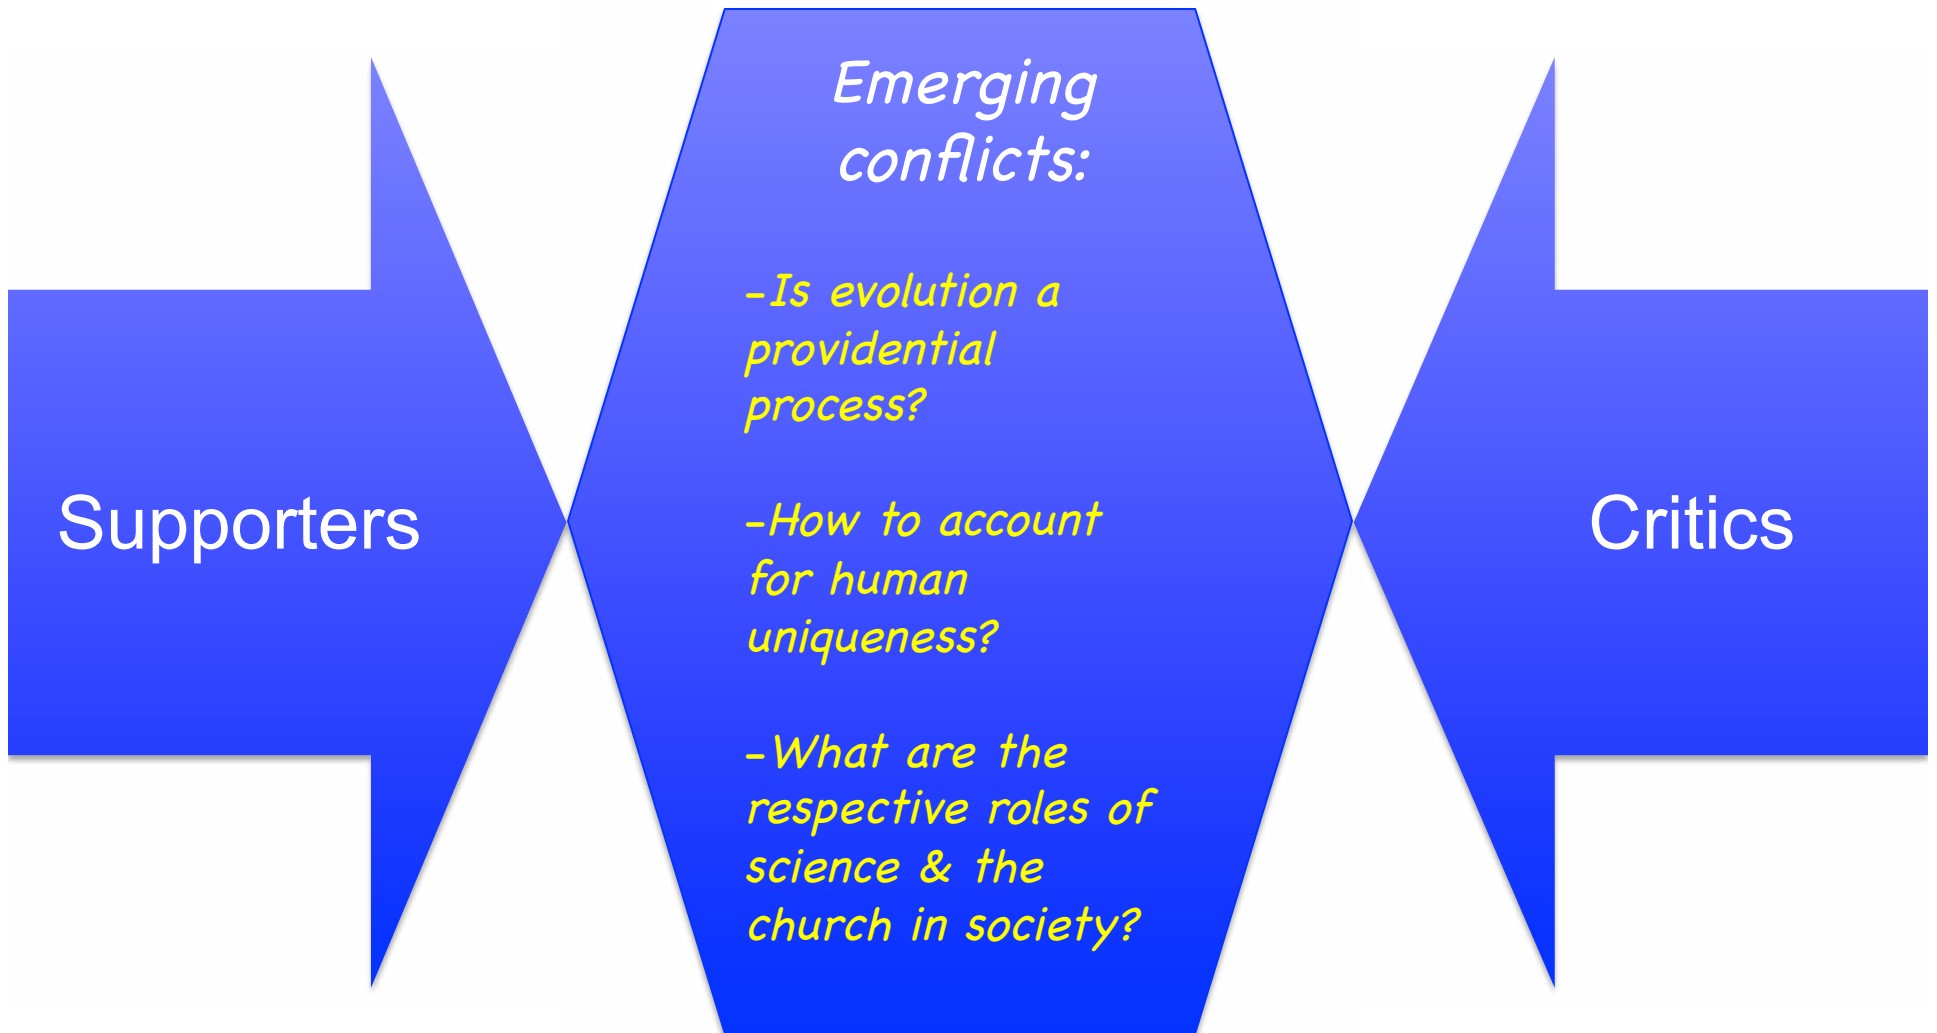 Emerging
conflicts:
-Is evolution a
providential
process?
-How to account
for human
uniqueness?
-What are the
respective roles of
science & the
church in society?
Supporters
Critics